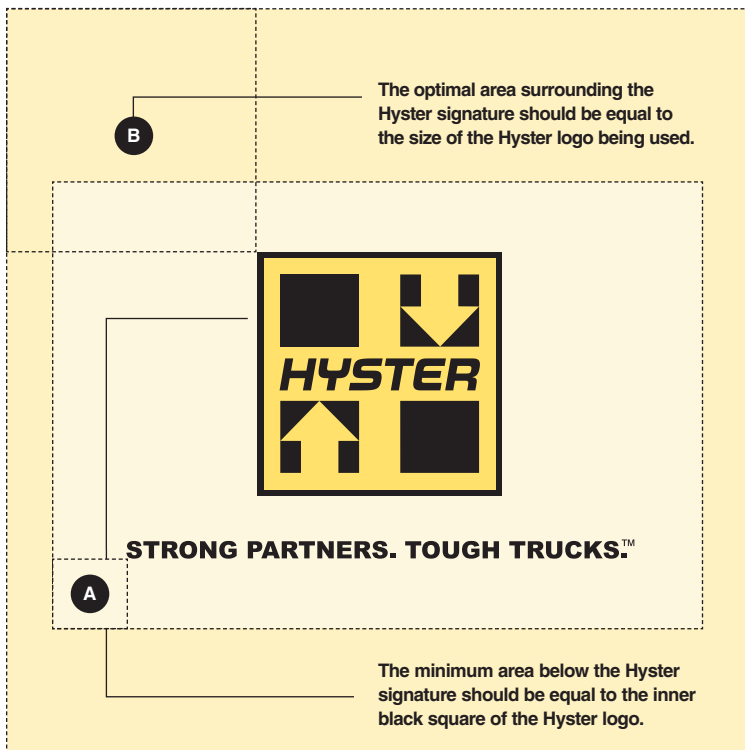 The optimal area surrounding the
Hyster signature should be equal to
the size of the Hyster logo being used.
B
HYSTER
STRONG PARTNERS. TOUGH TRUCKS.™
A
The minimum area below the Hyster
signature should be equal to the inner
black square of the Hyster logo.